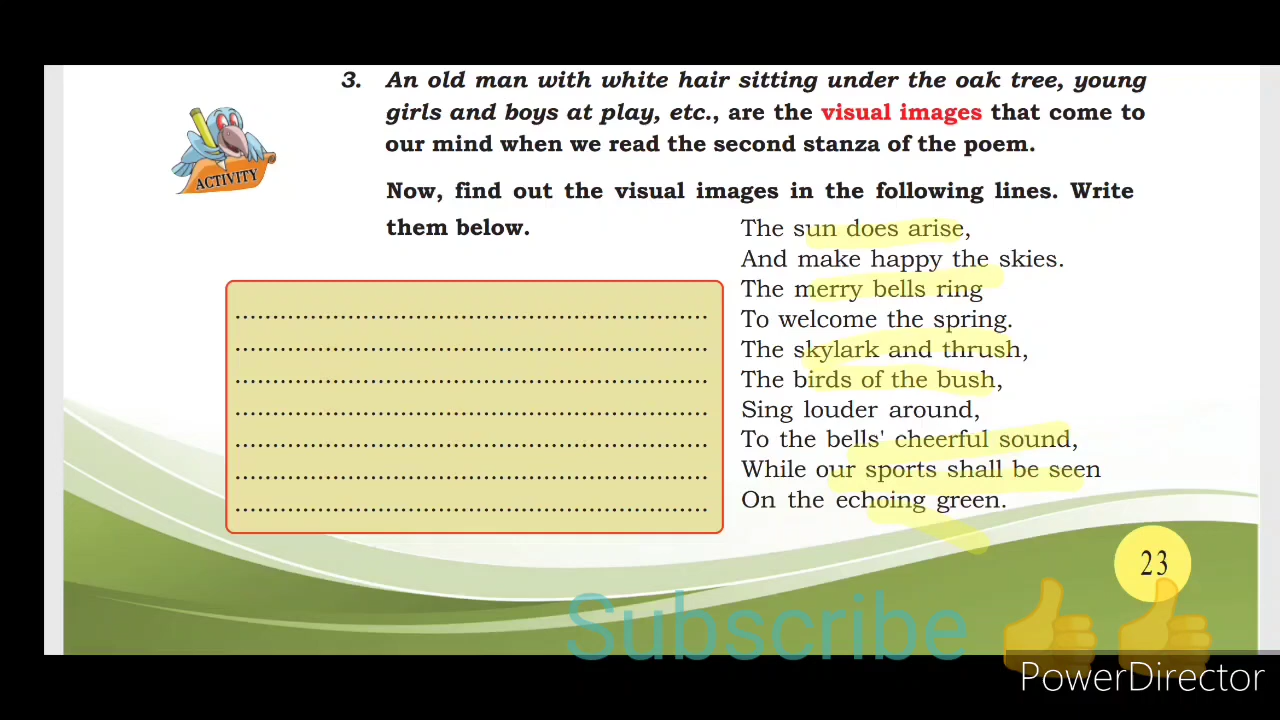 3. An old man with white hair sitting under the oak tree, young
girls and boys at play, etc., are the visual images that come to
our mind when we read the second stanza of the poem.
ACTIVITY
Now, find out the visual images in the following lines. Write
them below.
The sun does arise,
And make happy the skies.
The merry bells ring
To welcome the spring.
The skylark and thrush,
The birds of the bush,
Sing louder around,
To the bells' cheerful sound,
While our sports shall be seen
On the echoing green.
23
Subscribe
PowerDirector